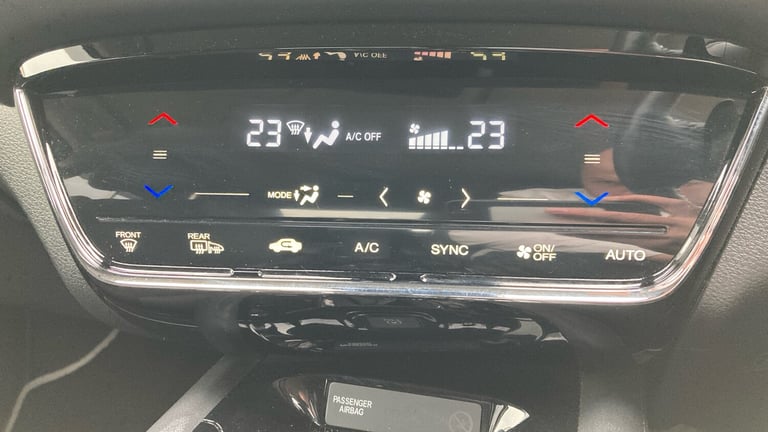 23 A/C OFF 23
MODE
FRONT REAR A/C SYNC ON/OFF AUTO
PASSENGER
AIRBAG